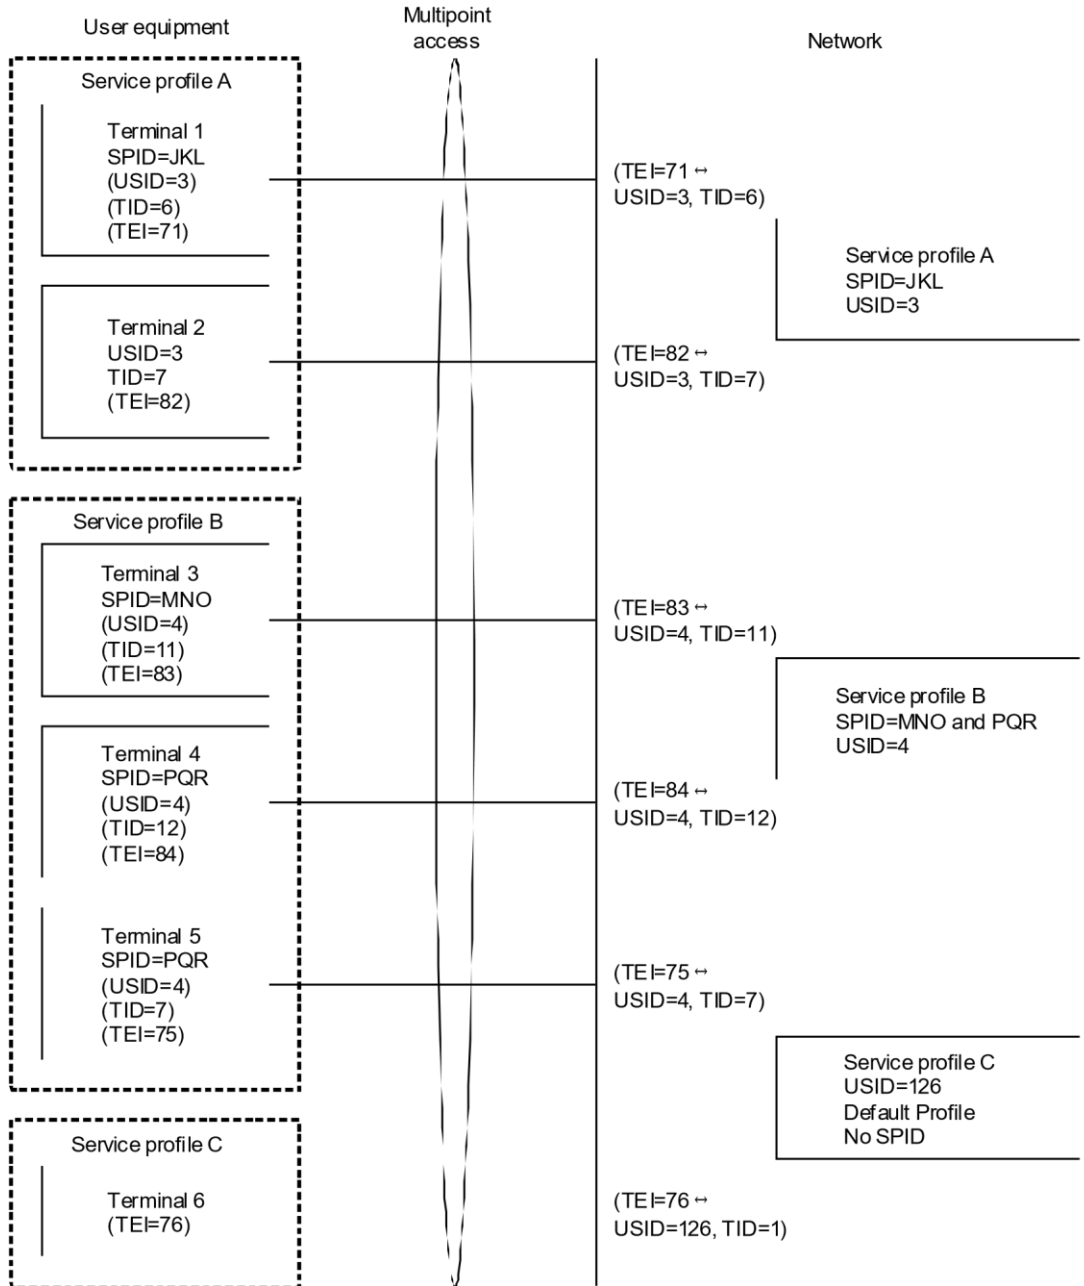 User equipment
Multipoint
access
Network
Service profile A
Terminal 1
SPID=JKL
(USID=3)
(TID=6)
(TEI=71)
(TEI=71 ↔
USID=3, TID=6)
Service profile A
SPID=JKL
USID=3
Terminal 2
USID=3
TID=7
(TEI=82)
(TEI=82 ↔
USID=3, TID=7)
Service profile B
Terminal 3
SPID=MNO
(USID=4)
(TID=11)
(TEI=83)
(TEI=83 ↔
USID=4, TID=11)
Service profile B
SPID=MNO and PQR
USID=4
Terminal 4
SPID=PQR
(USID=4)
(TID=12)
(TEI=84)
(TEI=84 ↔
USID=4, TID=12)
Terminal 5
SPID=PQR
(USID=4)
(TID=7)
(TEI=75)
(TEI=75 ↔
USID=4, TID=7)
Service profile C
USID=126
Default Profile
No SPID
Service profile C
Terminal 6
(TEI=76)
(TEI=76 ↔
USID=126, TID=1)